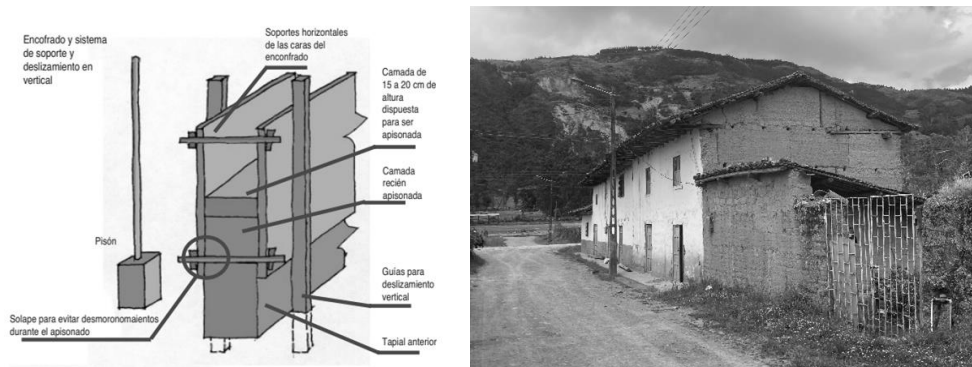 Encofrado y sistema
de soporte y
deslizamiento en
vertical
Soportes horizontales
de las caras del
enconfrado
Camada de
15 a 20 cm de
altura
dispuesta
para ser
apisonada
Camada
recién
apisonada
Pisón
Guías para
deslizamiento
vertical
Solape para evitar desmoronomaientos
durante el apisonado
Tapial anterior